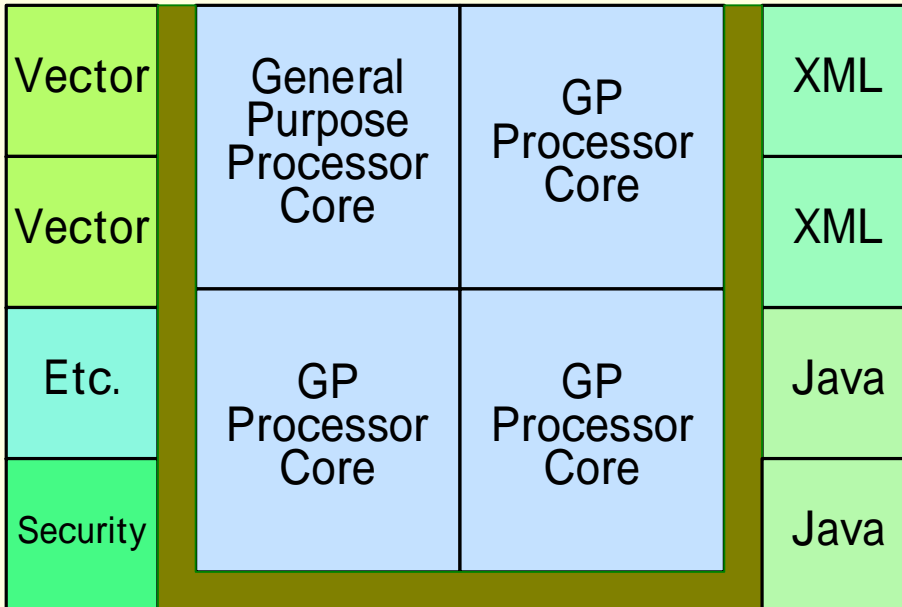 Vector
General
Purpose
Processor
Core
GP
Processor
Core
XML
Vector
XML
Etc.
GP
Processor
Core
GP
Processor
Core
Java
Security
Java